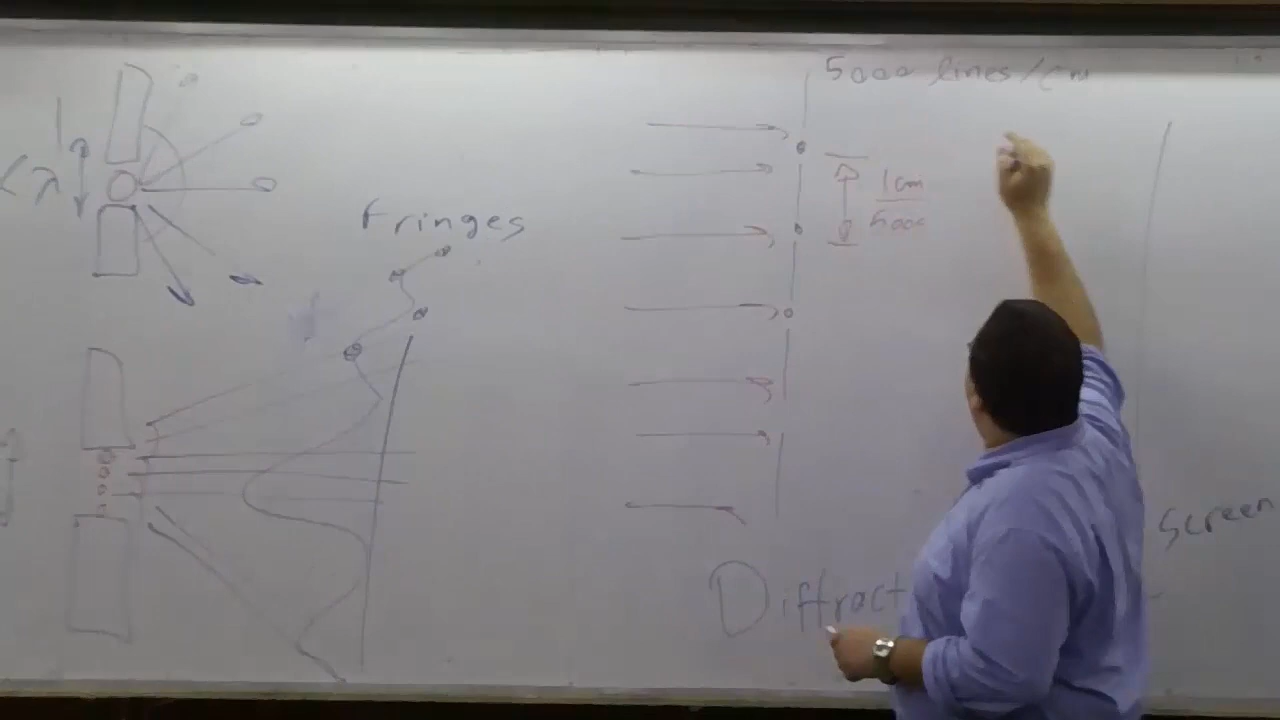 < λ
Fringes
5000 lines/cm
1cm
5000
Screen
Diffract